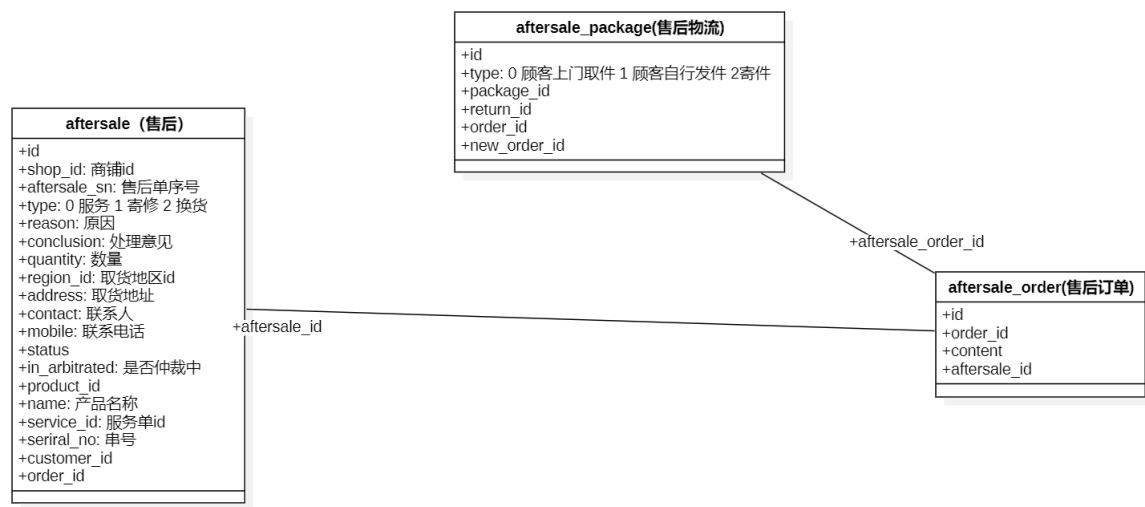 aftersale_package(售后物流)
+id
+type: 0 顾客上门取件 1 顾客自行发件 2寄件
+package_id
+return_id
+order_id
+new_order_id
aftersale（售后）
+id
+shop_id: 商铺id
+aftersale_sn: 售后单序号
+type: 0 服务 1 寄修 2 换货
+reason: 原因
+conclusion: 处理意见
+quantity: 数量
+region_id: 取货地区id
+address: 取货地址
+contact: 联系人
+mobile: 联系电话
+status
+in_arbitrated: 是否仲裁中
+product_id
+name: 产品名称
+service_id: 服务单id
+seriral_no: 串号
+customer_id
+order_id
+aftersale_id
+aftersale_order_id
aftersale_order(售后订单)
+id
+order_id
+content
+aftersale_id